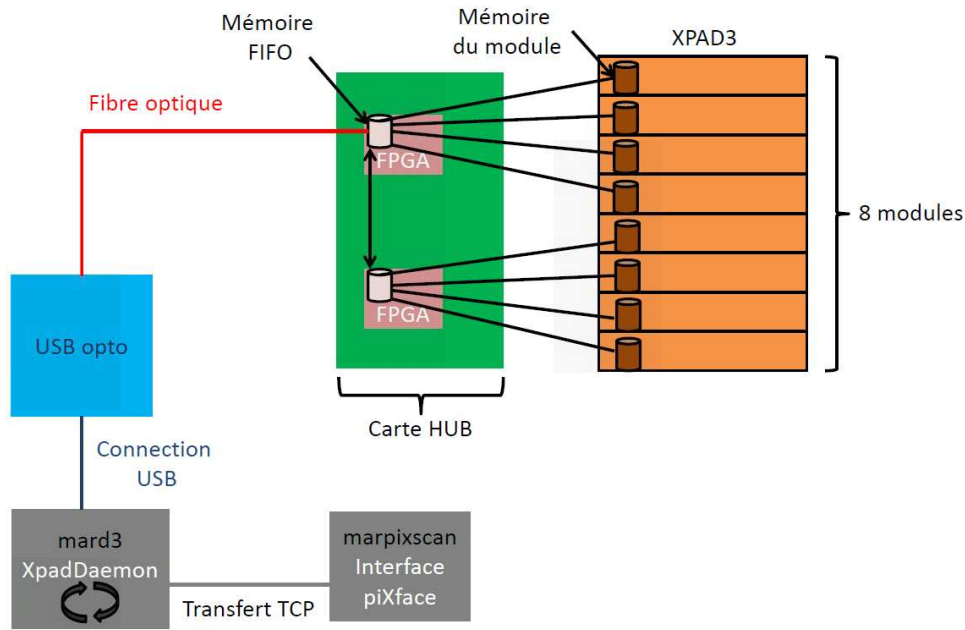 Mémoire
FIFO
Mémoire
du module
XPAD3
Fibre optique
FPGA
8 modules
FPGA
USB opto
Carte HUB
Connection
USB
mard3
XpadDaemon
marpixscan
Interface
piXface
Transfert TCP